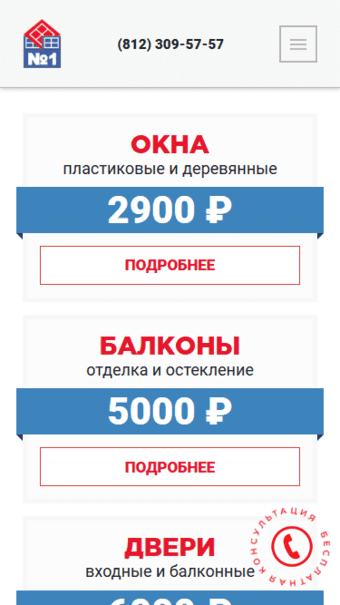 №1
(812) 309-57-57
ОКНА
пластиковые и деревянные
2900 ₽
ПОДРОБНЕЕ
БАЛКОНЫ
отделка и остекление
5000 ₽
ПОДРОБНЕЕ
ДВЕРИ
входные и балконные
БЕСПЛАТНАЯ КОНСУЛЬТАЦИЯ